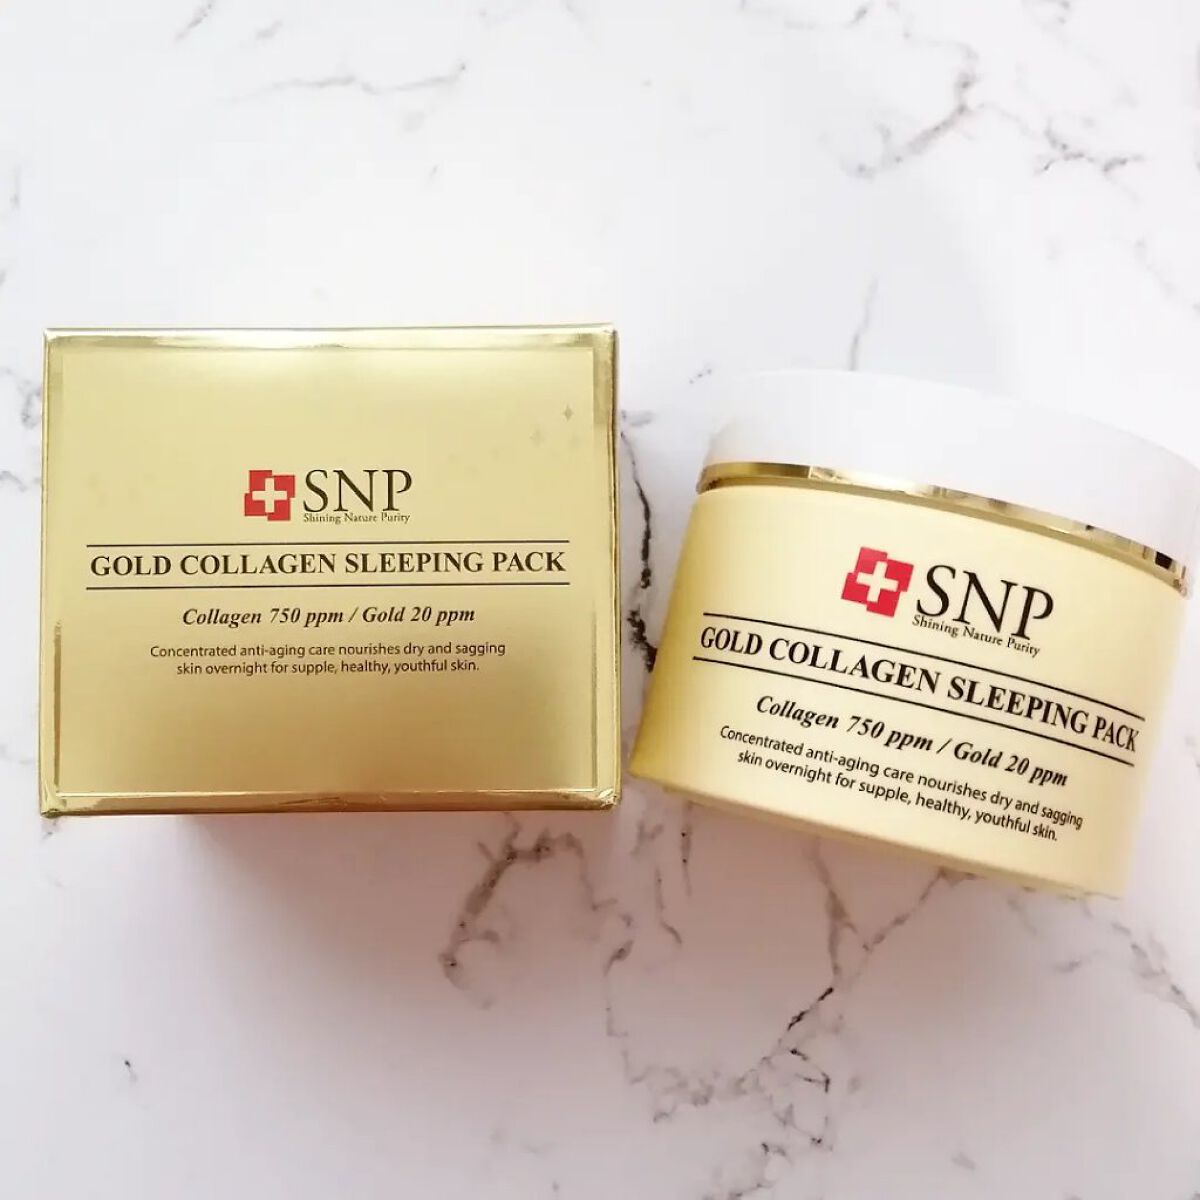 SNP
Shining Nature Purity
GOLD COLLAGEN SLEEPING PACK
Collagen 750 ppm / Gold 20 ppm
Concentrated anti-aging care nourishes dry and sagging
skin overnight for supple, healthy, youthful skin.
SNP
Shining Nature Purity
GOLD COLLAGEN SLEEPING PACK
Collagen 750 ppm / Gold 20 ppm
Concentrated anti-aging care nourishes dry and sagging
skin overnight for supple, healthy, youthful skin.